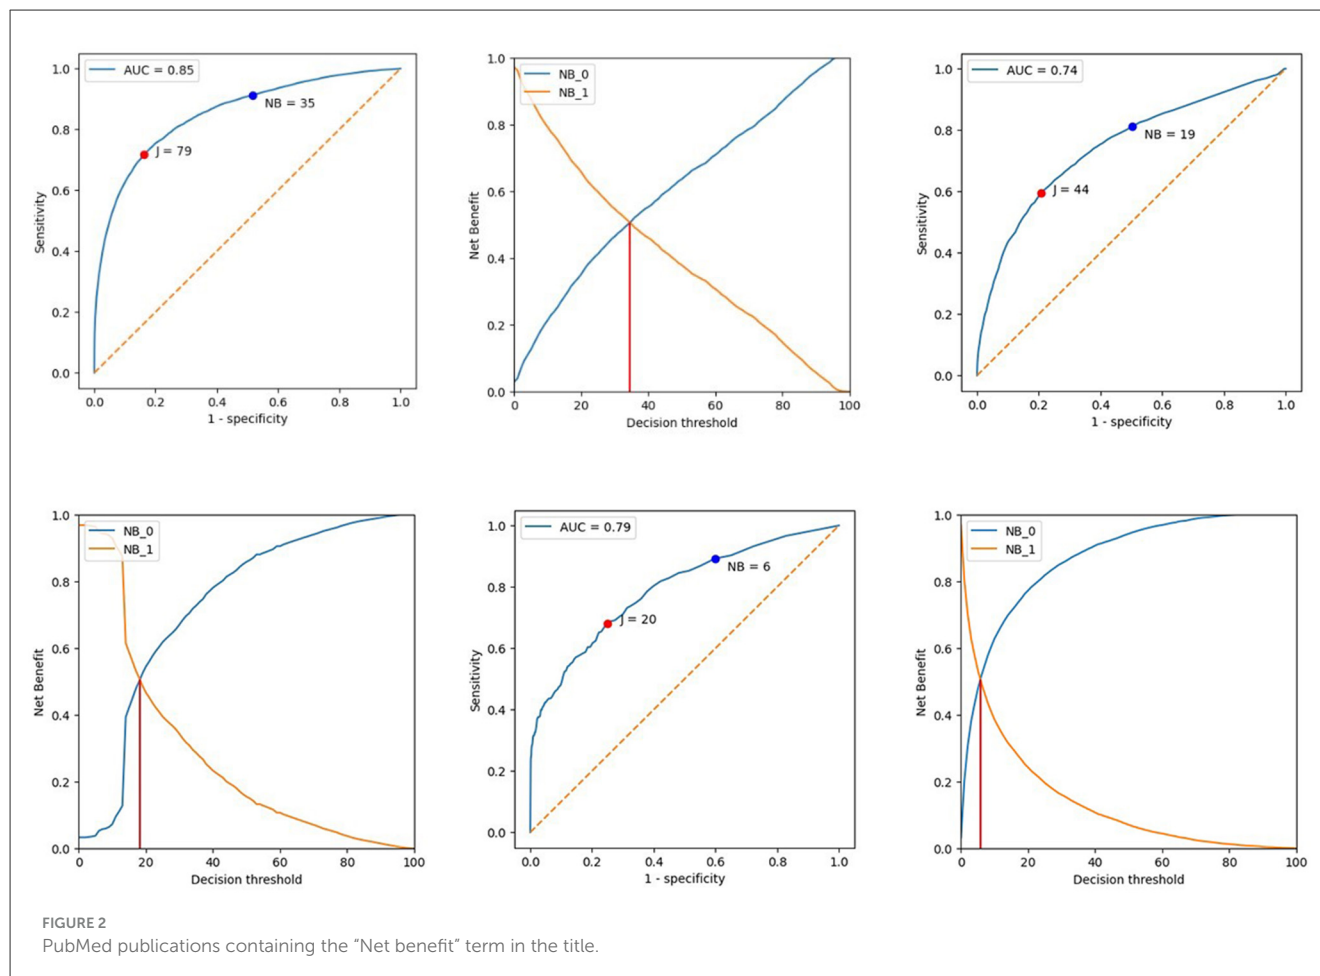 AUC = 0.85
NB = 35
J = 79
1.0
0.8
0.6
0.4
0.2
0.0
Sensitivity
0.0 0.2 0.4 0.6 0.8 1.0
1 - specificity
NB_0
NB_1
1.0
0.8
0.6
0.4
0.2
0.0
Net Benefit
0 20 40 60 80 100
Decision threshold
AUC = 0.74
NB = 19
J = 44
1.0
0.8
0.6
0.4
0.2
0.0
Sensitivity
0.0 0.2 0.4 0.6 0.8 1.0
1 - specificity
NB_0
NB_1
1.0
0.8
0.6
0.4
0.2
0.0
Net Benefit
0 20 40 60 80 100
Decision threshold
AUC = 0.79
NB = 6
J = 20
1.0
0.8
0.6
0.4
0.2
0.0
Sensitivity
0.0 0.2 0.4 0.6 0.8 1.0
1 - specificity
NB_0
NB_1
1.0
0.8
0.6
0.4
0.2
0.0
Net Benefit
0 20 40 60 80 100
Decision threshold
FIGURE 2
PubMed publications containing the “Net benefit” term in the title.